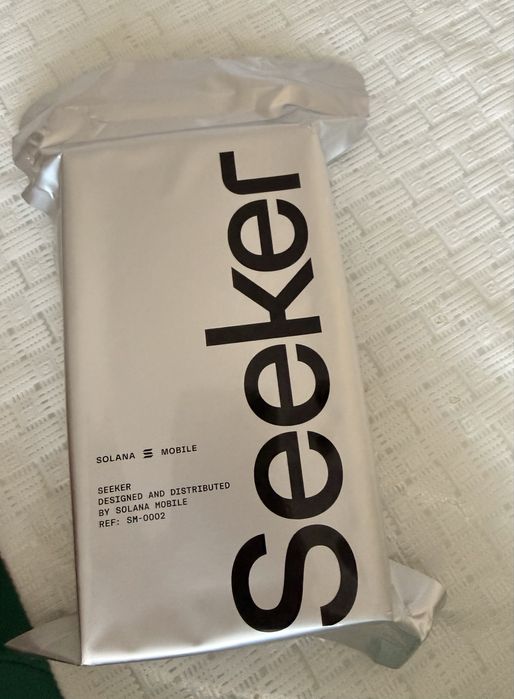 Seeker
SOLANA MOBILE
SEEKER
DESIGNED AND DISTRIBUTED
BY SOLANA MOBILE
REF: SM-0002